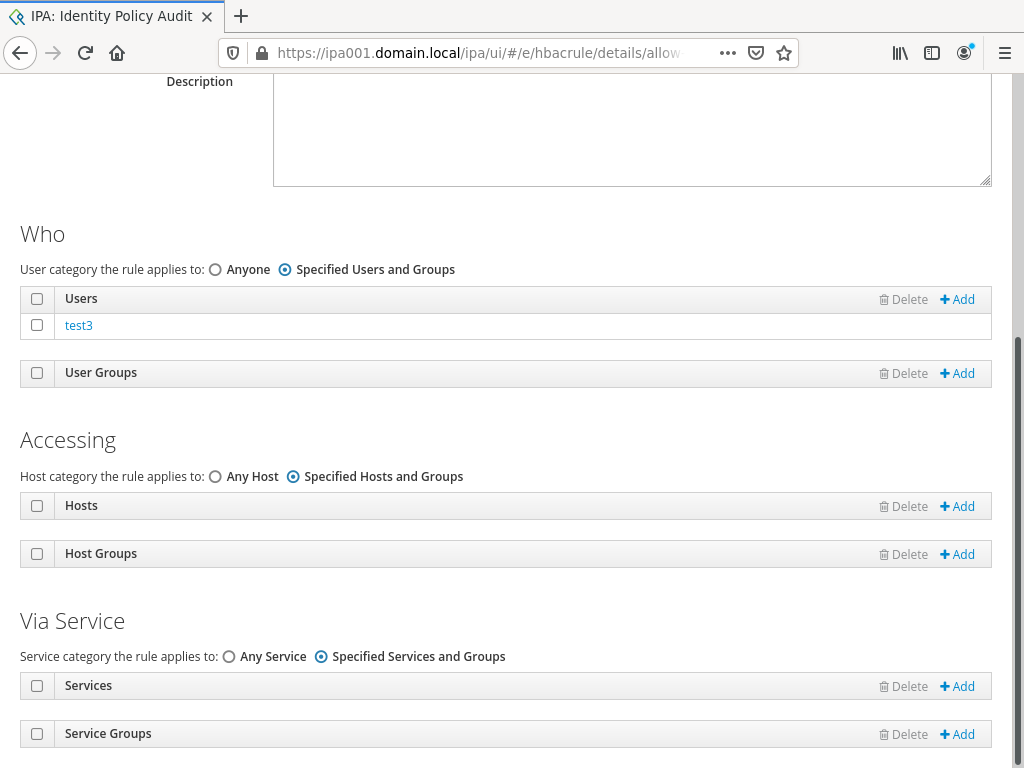 IPA: Identity Policy Audit
https://ipa001.domain.local/ipa/ui/#/e/hbacrule/details/allow
Description
Who
User category the rule applies to: Anyone Specified Users and Groups
Users Delete Add
test3
User Groups Delete Add
Accessing
Host category the rule applies to: Any Host Specified Hosts and Groups
Hosts Delete Add
Host Groups Delete Add
Via Service
Service category the rule applies to: Any Service Specified Services and Groups
Services Delete Add
Service Groups Delete Add